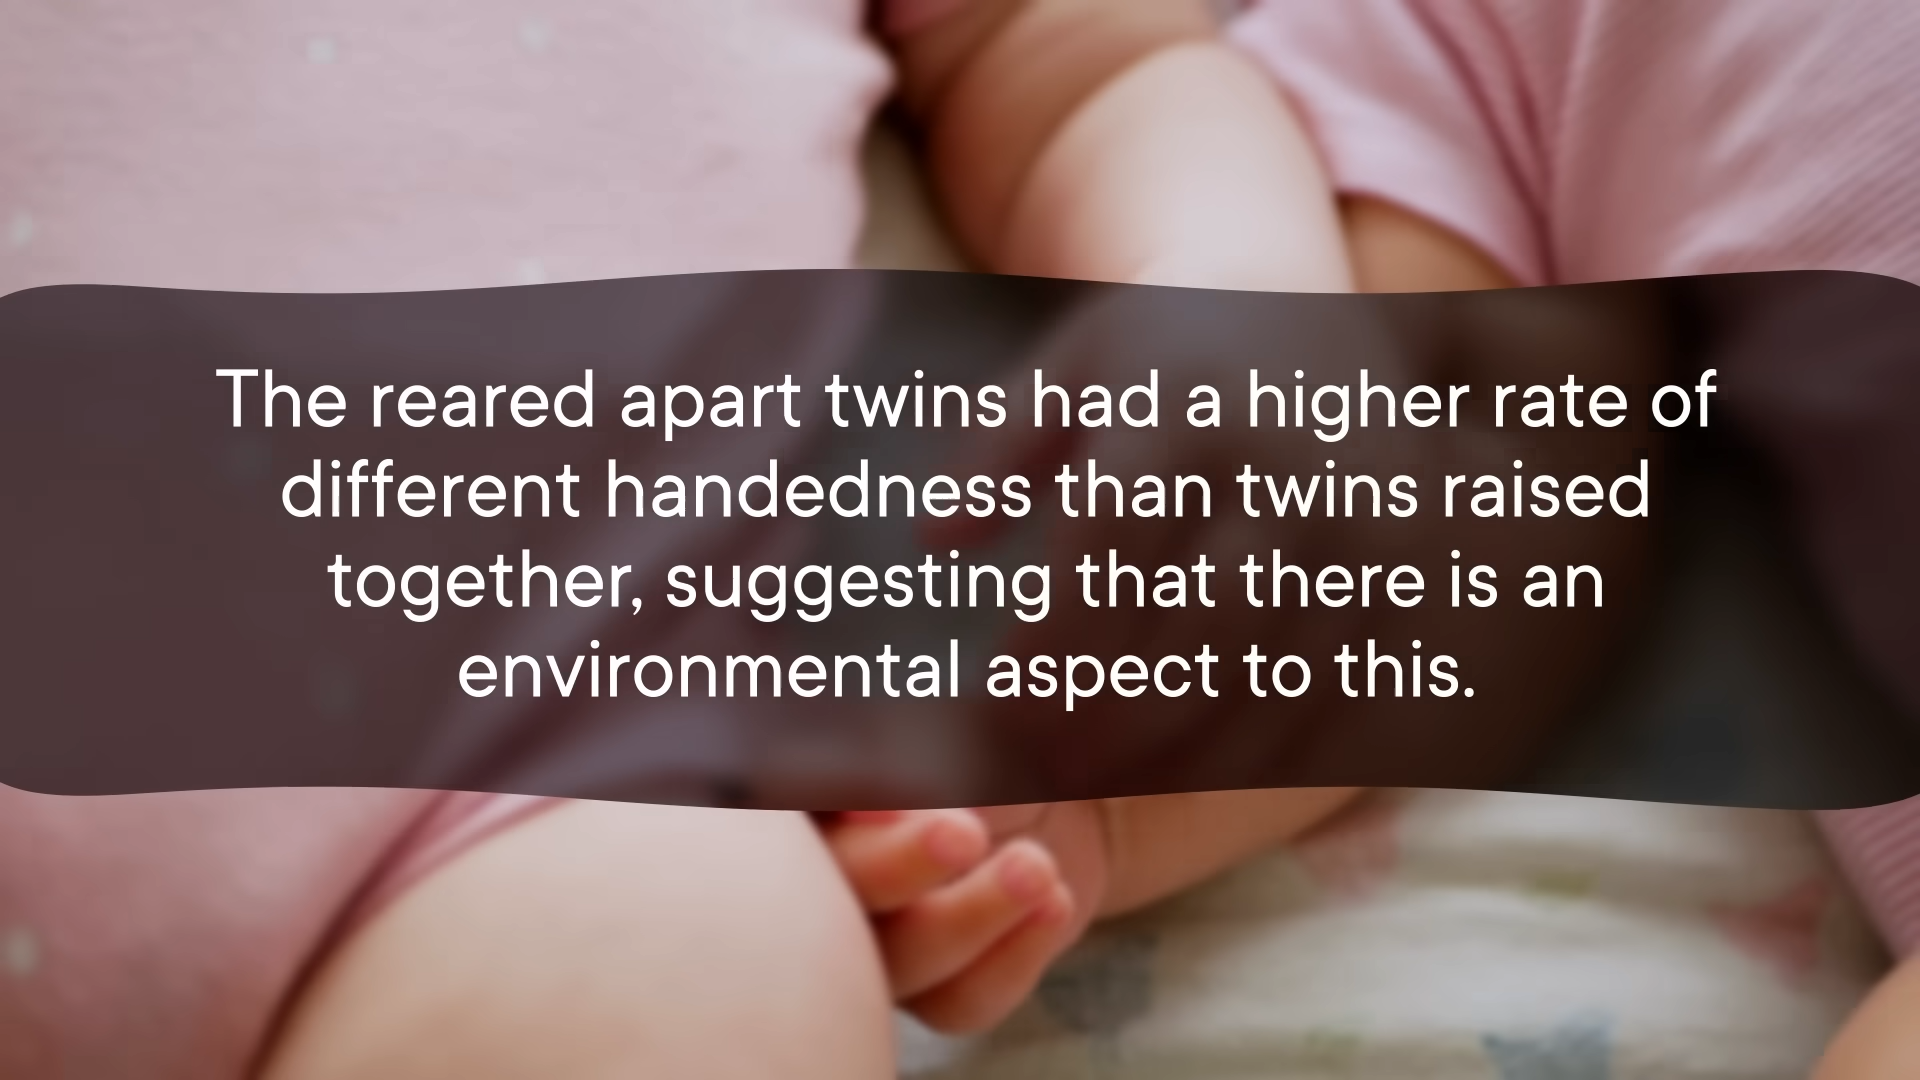 The reared apart twins had a higher rate of
different handedness than twins raised
together, suggesting that there is an
environmental aspect to this.